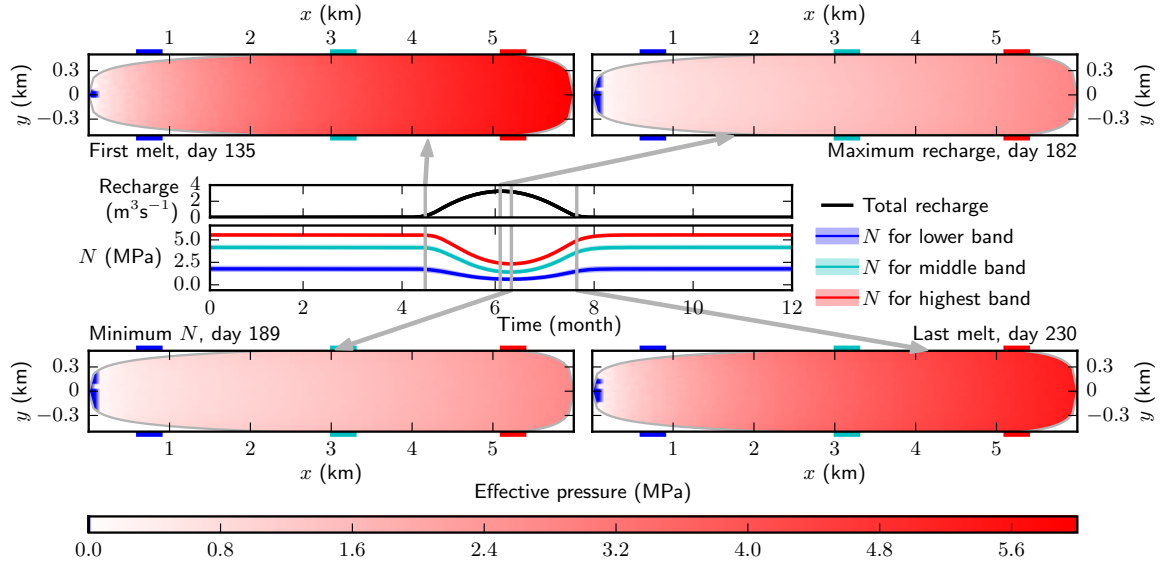 x (km)
x (km)
1 2 3 4 5
1 2 3 4 5
y (km)
0.3
0
−0.3
0.3
0
−0.3
y (km)
First melt, day 135
Maximum recharge, day 182
Recharge
(m³s⁻¹)
4
2
0
N (MPa)
5.0
2.5
0.0
0 2 4 6 8 10 12
Time (month)
Total recharge
N for lower band
N for middle band
N for highest band
Minimum N, day 189
Last melt, day 230
y (km)
0.3
0
−0.3
0.3
0
−0.3
y (km)
1 2 3 4 5
1 2 3 4 5
x (km)
x (km)
Effective pressure (MPa)
0.0 0.8 1.6 2.4 3.2 4.0 4.8 5.6